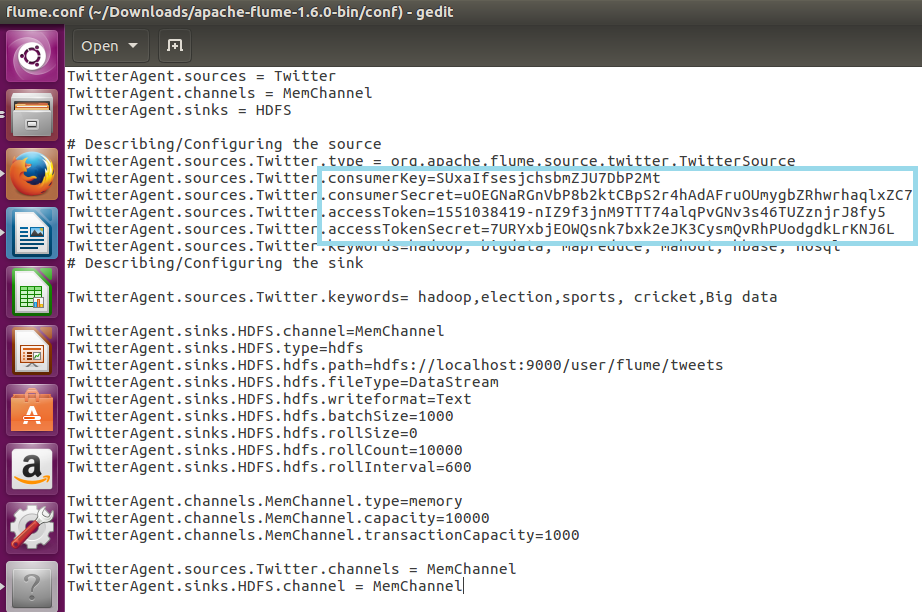 flume.conf (~/Downloads/apache-flume-1.6.0-bin/conf) - gedit
Open
TwitterAgent.sources = Twitter
TwitterAgent.channels = MemChannel
TwitterAgent.sinks = HDFS
# Describing/Configuring the source
TwitterAgent.sources.Twitter.type = org.apache.flume.source.twitter.TwitterSource
TwitterAgent.sources.Twitter.consumerKey=SUxaIfsesjchsbmZJU7DbP2Mt
TwitterAgent.sources.Twitter.consumerSecret=uOEGNaRGnVbP8b2ktCBpS2r4hAdAFruOUmygbZRhwrhaqlxZC7
TwitterAgent.sources.Twitter.accessToken=1551038419-nIZ9f3jnM9TTT74alqPvGNv3s46TUZznjrJ8fy5
TwitterAgent.sources.Twitter.accessTokenSecret=7URYxbjEOWQsnk7bxk2eJK3CysmQvRhPUodgdkLrKNJ6L
TwitterAgent.sources.Twitter.keywords=hadoop, bigdata, mapreduce, mahout, hbase, nosql
# Describing/Configuring the sink
TwitterAgent.sources.Twitter.keywords= hadoop,election,sports, cricket,Big data
TwitterAgent.sinks.HDFS.channel=MemChannel
TwitterAgent.sinks.HDFS.type=hdfs
TwitterAgent.sinks.HDFS.hdfs.path=hdfs://localhost:9000/user/flume/tweets
TwitterAgent.sinks.HDFS.hdfs.fileType=DataStream
TwitterAgent.sinks.HDFS.hdfs.writeformat=Text
TwitterAgent.sinks.HDFS.hdfs.batchSize=1000
TwitterAgent.sinks.HDFS.hdfs.rollSize=0
TwitterAgent.sinks.HDFS.hdfs.rollCount=10000
TwitterAgent.sinks.HDFS.hdfs.rollInterval=600
TwitterAgent.channels.MemChannel.type=memory
TwitterAgent.channels.MemChannel.capacity=10000
TwitterAgent.channels.MemChannel.transactionCapacity=1000
TwitterAgent.sources.Twitter.channels = MemChannel
TwitterAgent.sinks.HDFS.channel = MemChannel